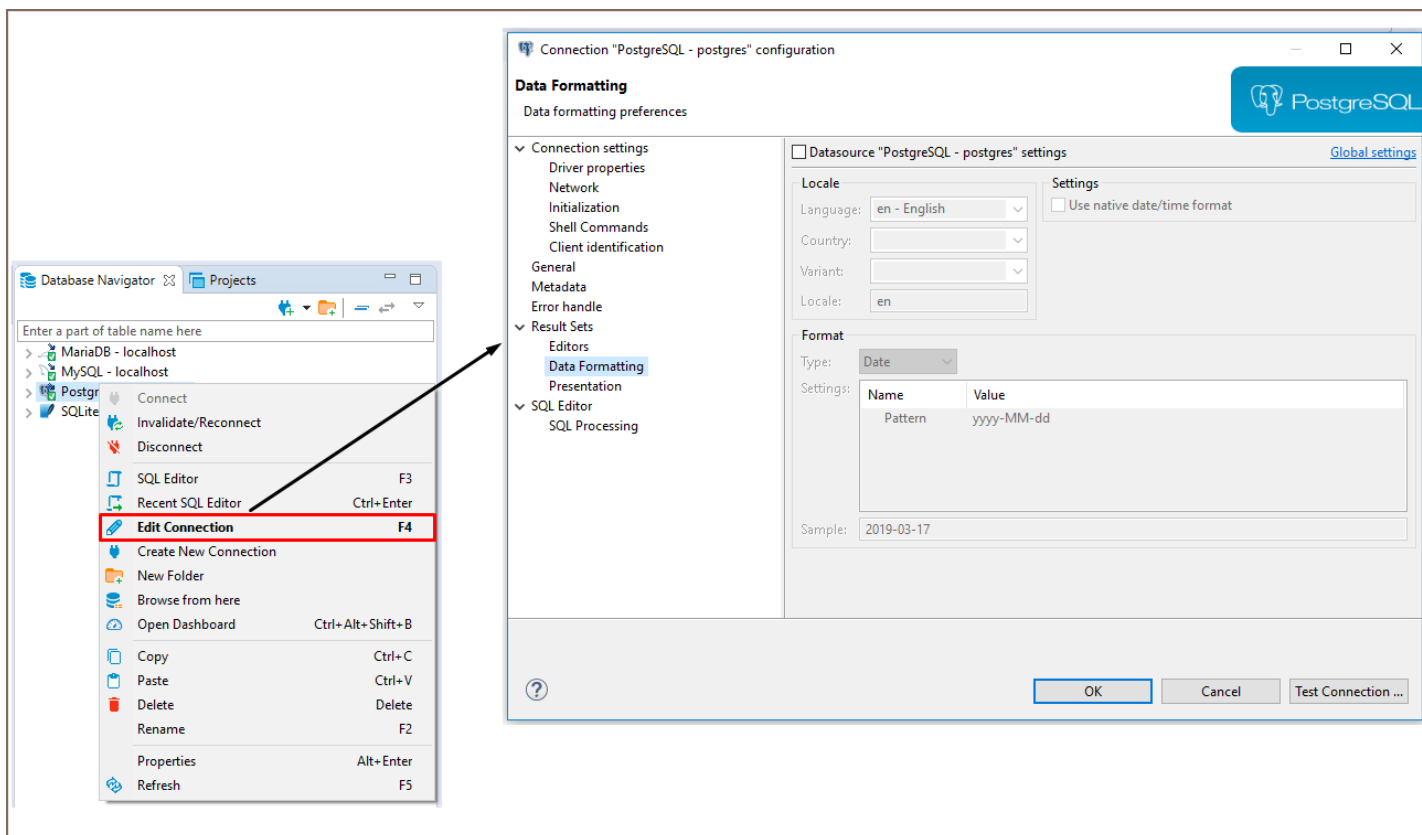 Database Navigator
Projects
Enter a part of table name here
MariaDB - localhost
MySQL - localhost
Postgr
SQLite
Connect
Invalidate/Reconnect
Disconnect
SQL Editor F3
Recent SQL Editor Ctrl+Enter
Edit Connection F4
Create New Connection
New Folder
Browse from here
Open Dashboard Ctrl+Alt+Shift+B
Copy Ctrl+C
Paste Ctrl+V
Delete Delete
Rename F2
Properties Alt+Enter
Refresh F5
Connection "PostgreSQL - postgres" configuration
Data Formatting
Data formatting preferences
PostgreSQL
Connection settings
Driver properties
Network
Initialization
Shell Commands
Client identification
General
Metadata
Error handle
Result Sets
Editors
Data Formatting
Presentation
SQL Editor
SQL Processing
Datasource "PostgreSQL - postgres" settings Global settings
Locale
Language: en - English
Country:
Variant:
Locale: en
Settings
Use native date/time format
Format
Type: Date
Settings:
Name Value
Pattern yyyy-MM-dd
Sample: 2019-03-17
?
OK Cancel Test Connection ...